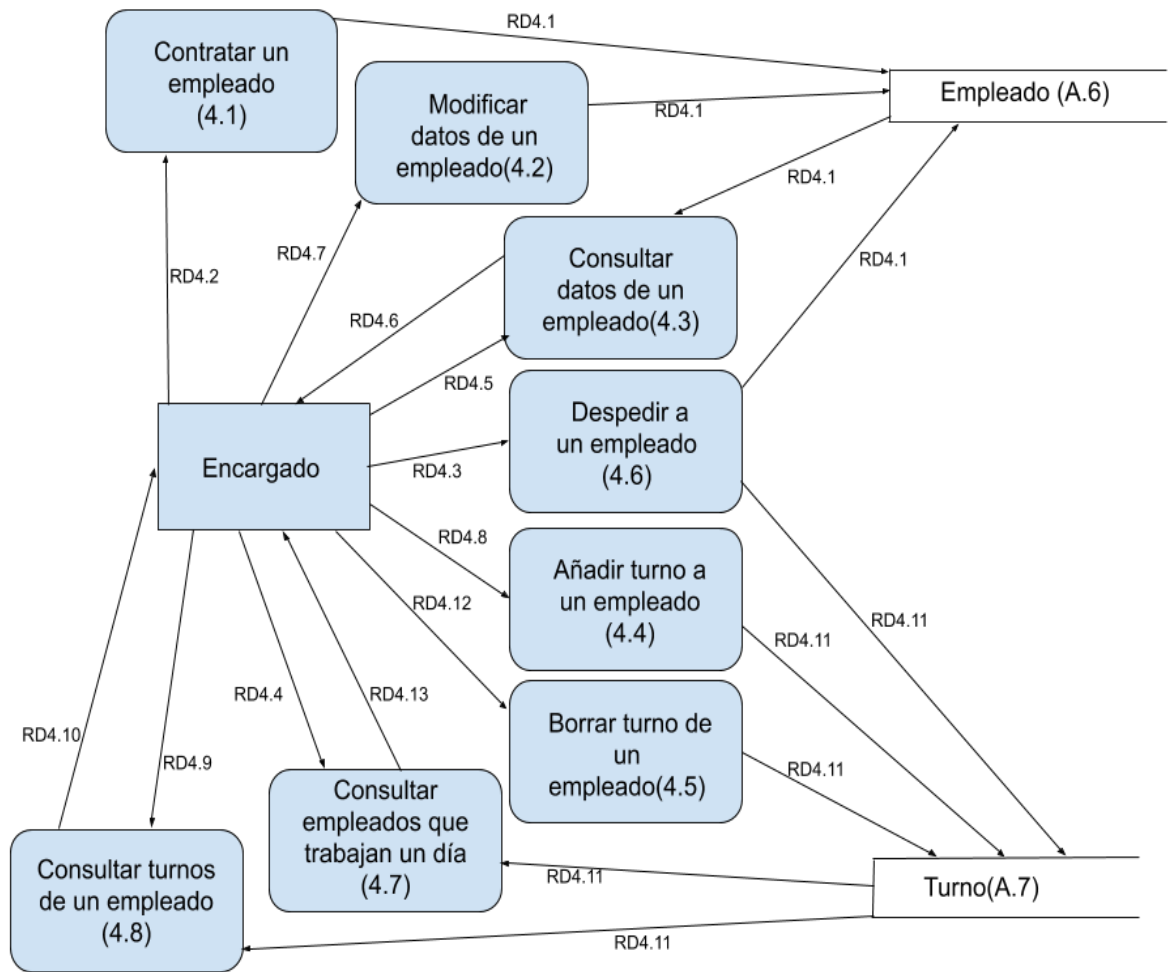 RD4.1
Contratar un
empleado
(4.1)
Empleado (A.6)
Modificar
datos de un
empleado(4.2)
RD4.1
RD4.1
RD4.2
RD4.7
Consultar
datos de un
empleado(4.3)
RD4.1
RD4.6
RD4.5
Encargado
RD4.3
Despedir a
un empleado
(4.6)
RD4.8
Añadir turno a
un empleado
(4.4)
RD4.12
RD4.11
RD4.11
RD4.4
RD4.13
Borrar turno de
un
empleado(4.5)
RD4.10
RD4.9
RD4.11
Consultar
empleados que
trabajan un día
(4.7)
RD4.11
Turno(A.7)
Consultar turnos
de un empleado
(4.8)
RD4.11